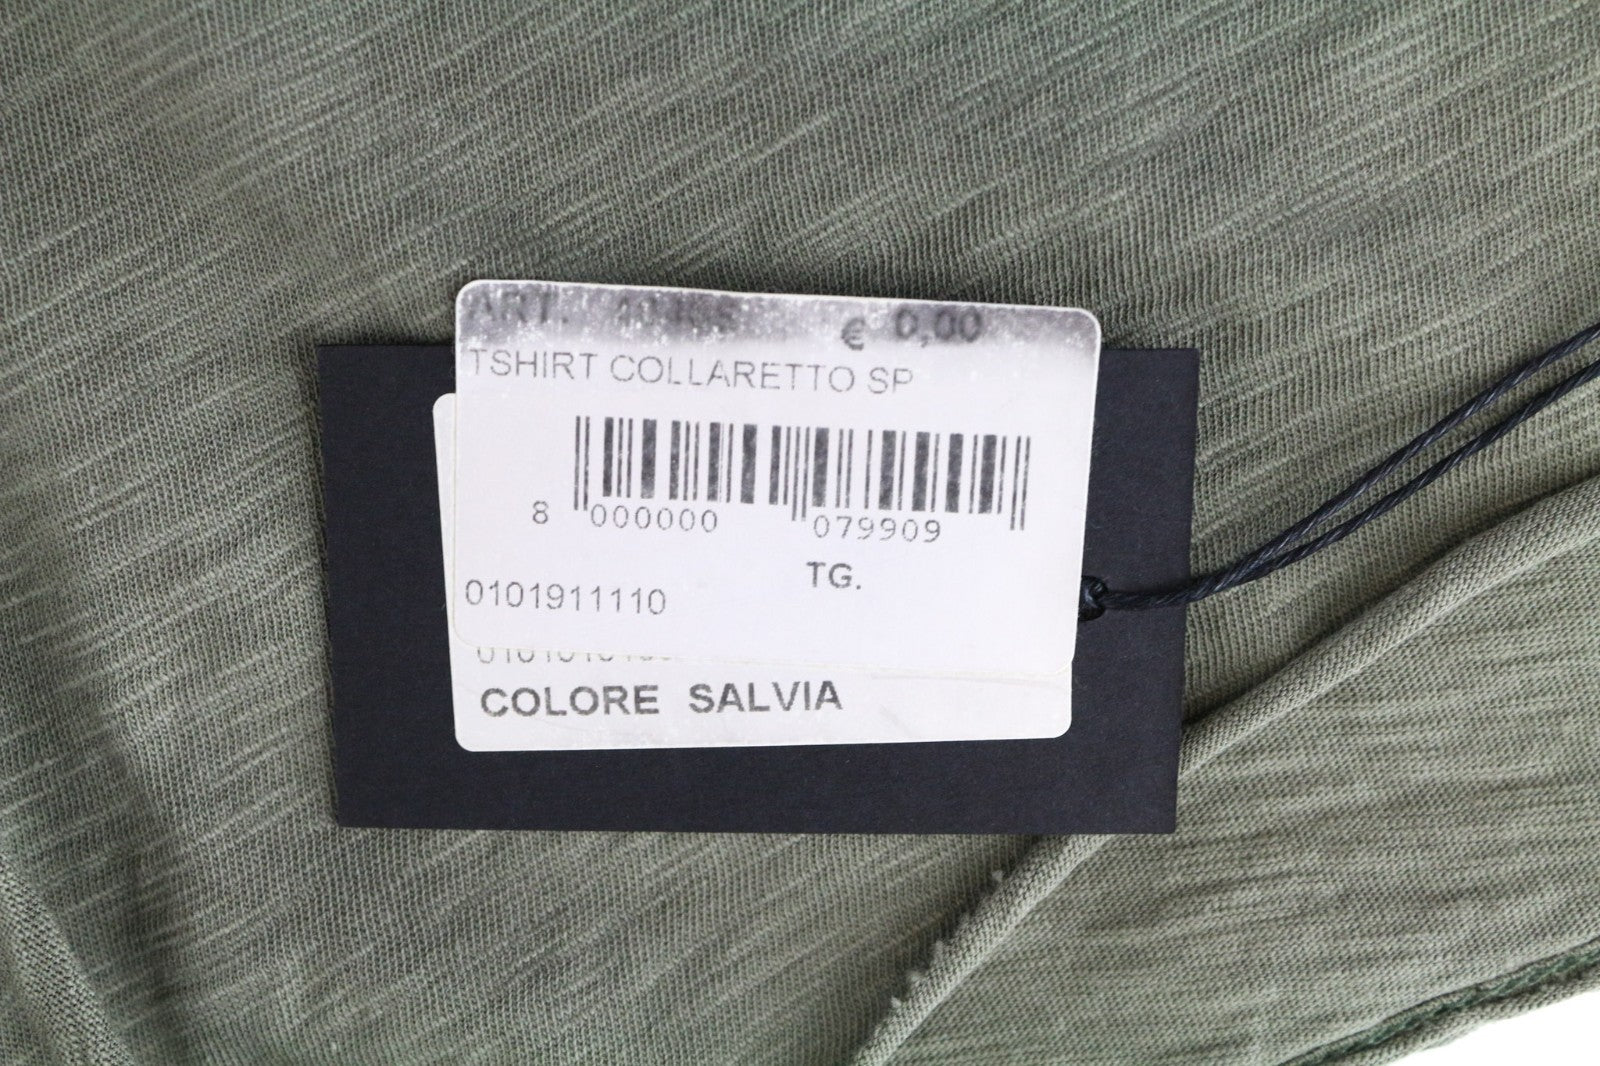 ART. € 0,00
TSHIRT COLLARETTO SP
8 000000 079909
TG.
0101911110
COLORE SALVIA